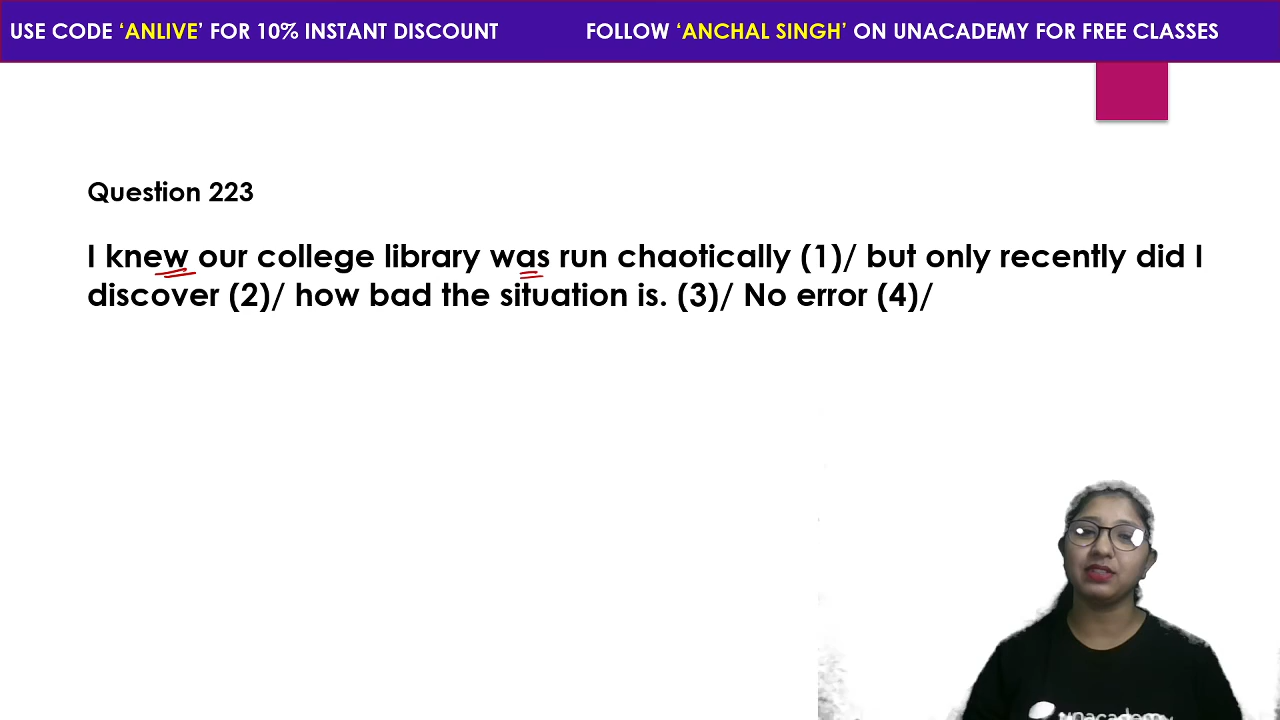 USE CODE ‘ANLIVE’ FOR 10% INSTANT DISCOUNT FOLLOW ‘ANCHAL SINGH’ ON UNACADEMY FOR FREE CLASSES
Question 223
I knew our college library was run chaotically (1)/ but only recently did I
discover (2)/ how bad the situation is. (3)/ No error (4)/
unacademy